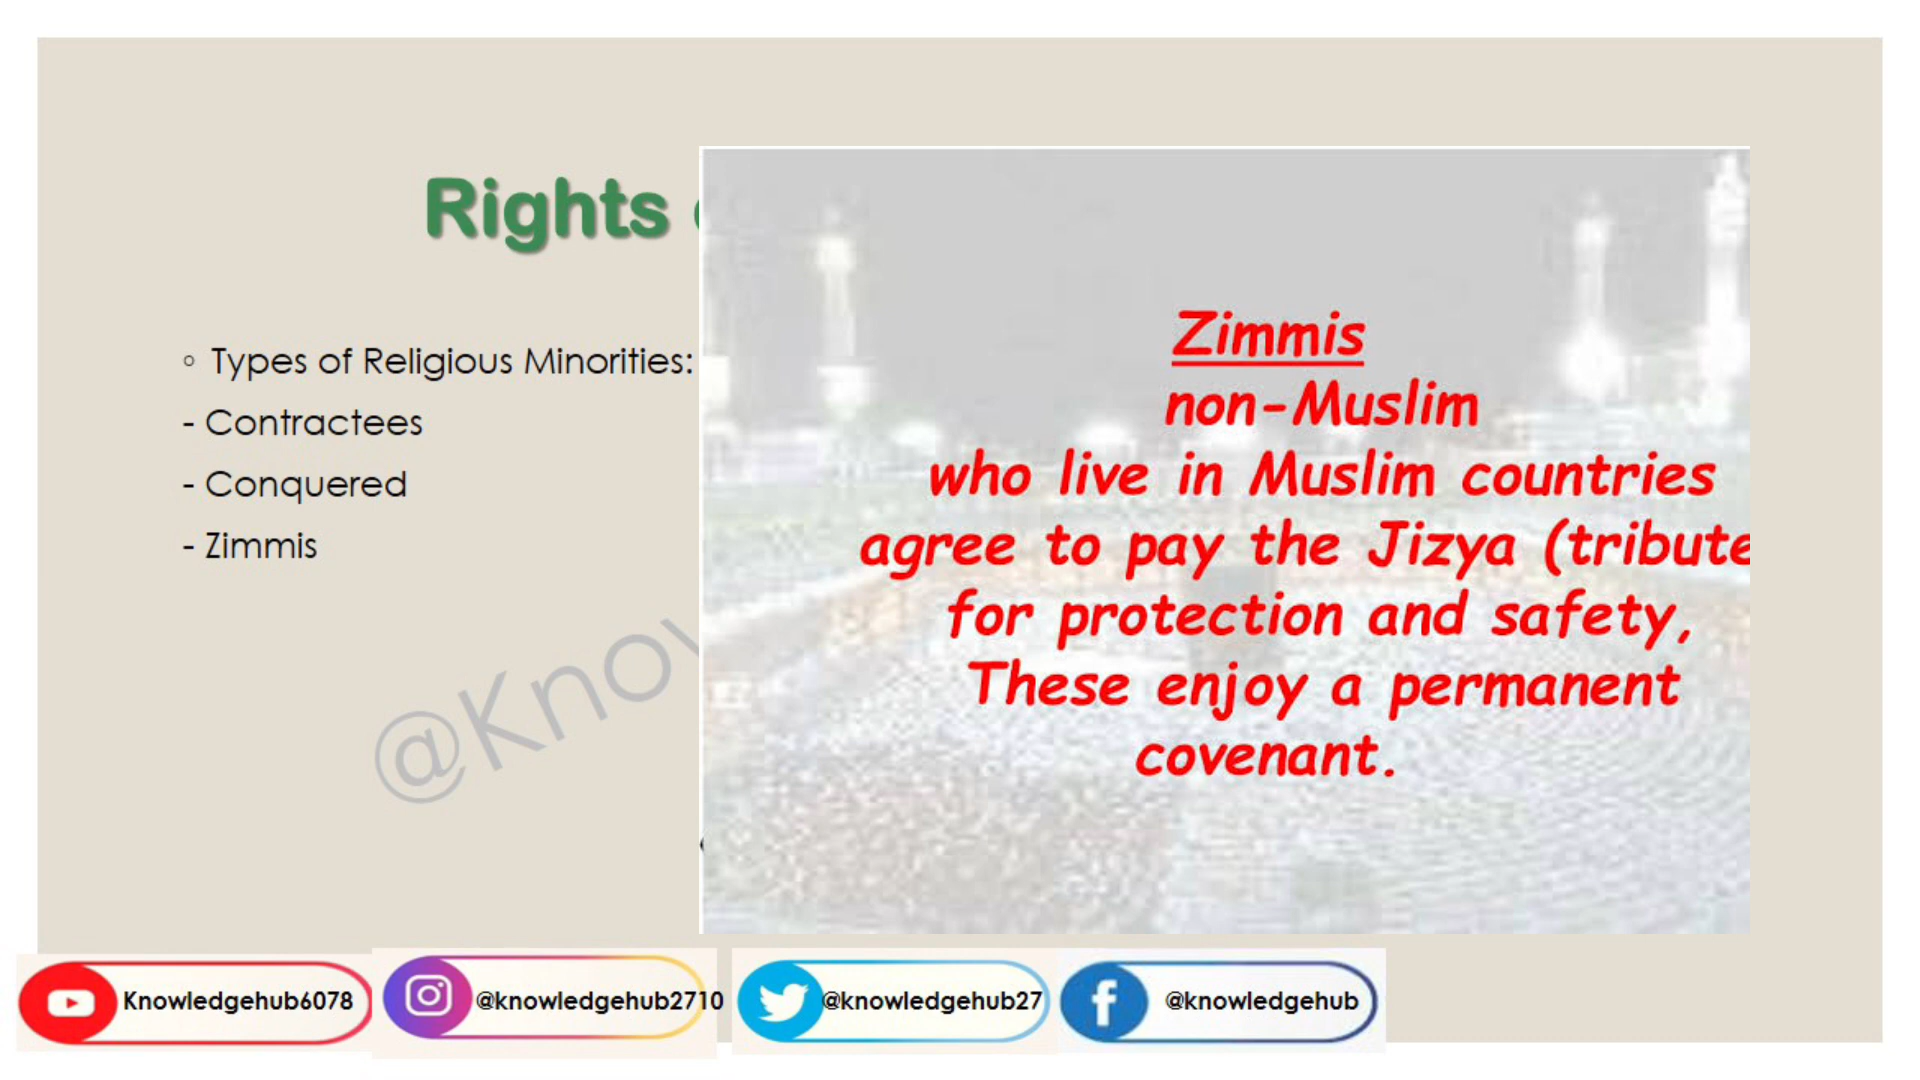 Rights
◦ Types of Religious Minorities:
- Contractees
- Conquered
- Zimmis
Zimmis
non-Muslim
who live in Muslim countries
agree to pay the Jizya (tribute
for protection and safety,
These enjoy a permanent
covenant.
@Know
Knowledgehub6078
@knowledgehub2710
@knowledgehub27
@knowledgehub